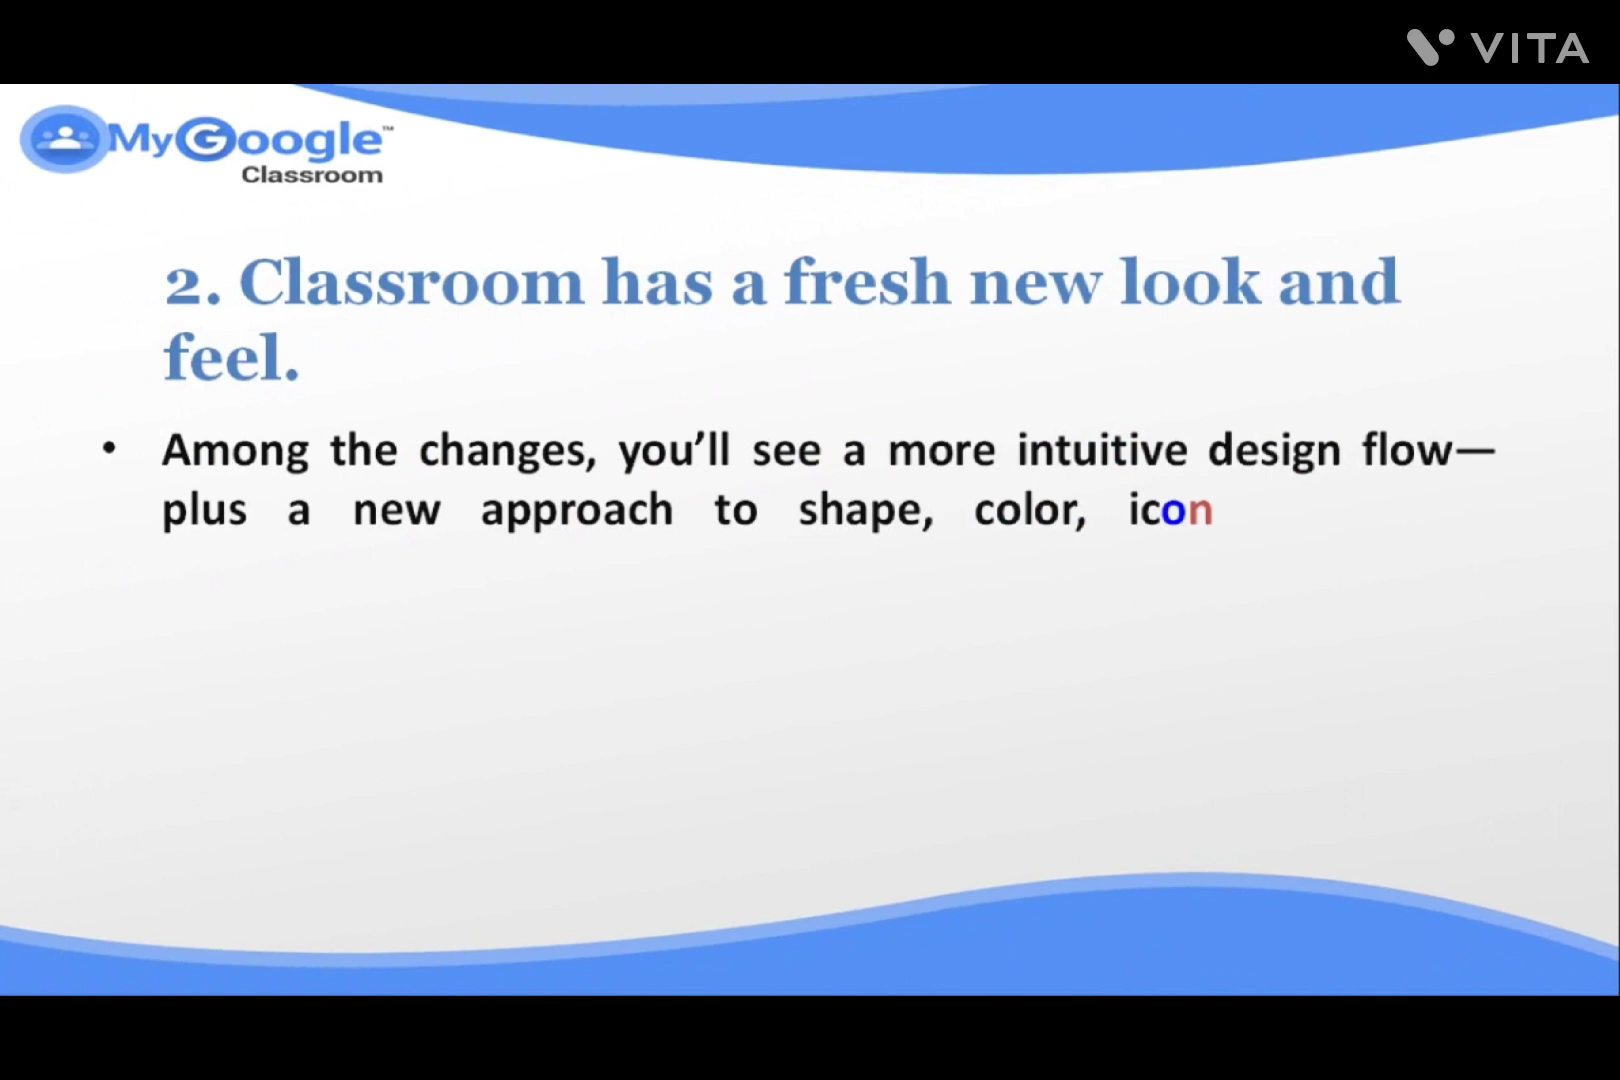 VITA
MyGoogle™
Classroom
2. Classroom has a fresh new look and
feel.
• Among the changes, you’ll see a more intuitive design flow—
plus a new approach to shape, color, icon